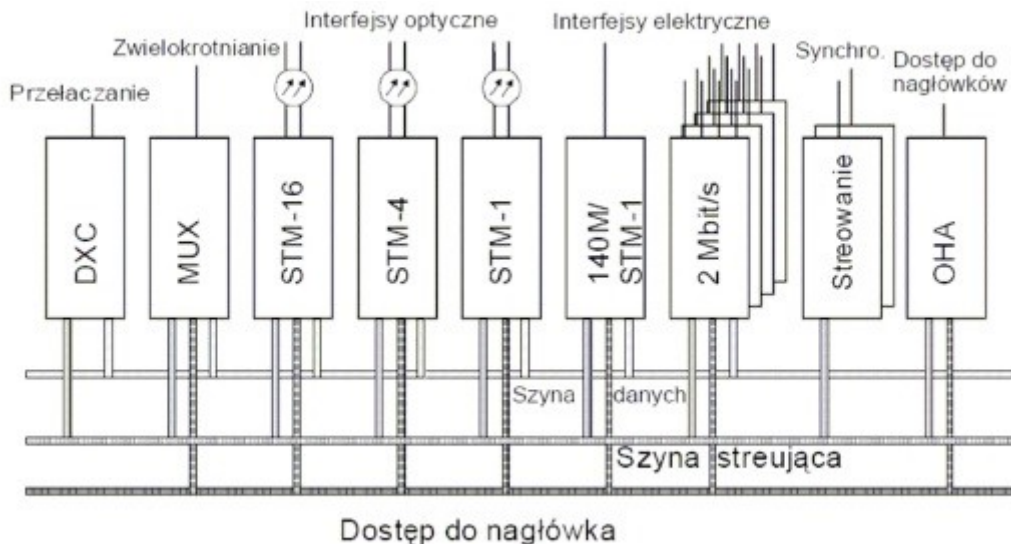 Interfejsy optyczne
Interfejsy elektryczne
Zwielokrotnianie
Synchro.
Dostęp do
nagłówków
Przełaczanie
DXC
MUX
STM-16
STM-4
STM-1
140M/
STM-1
2 Mbit/s
Streowanie
OHA
Szyna danych
Szyna streująca
Dostęp do nagłówka